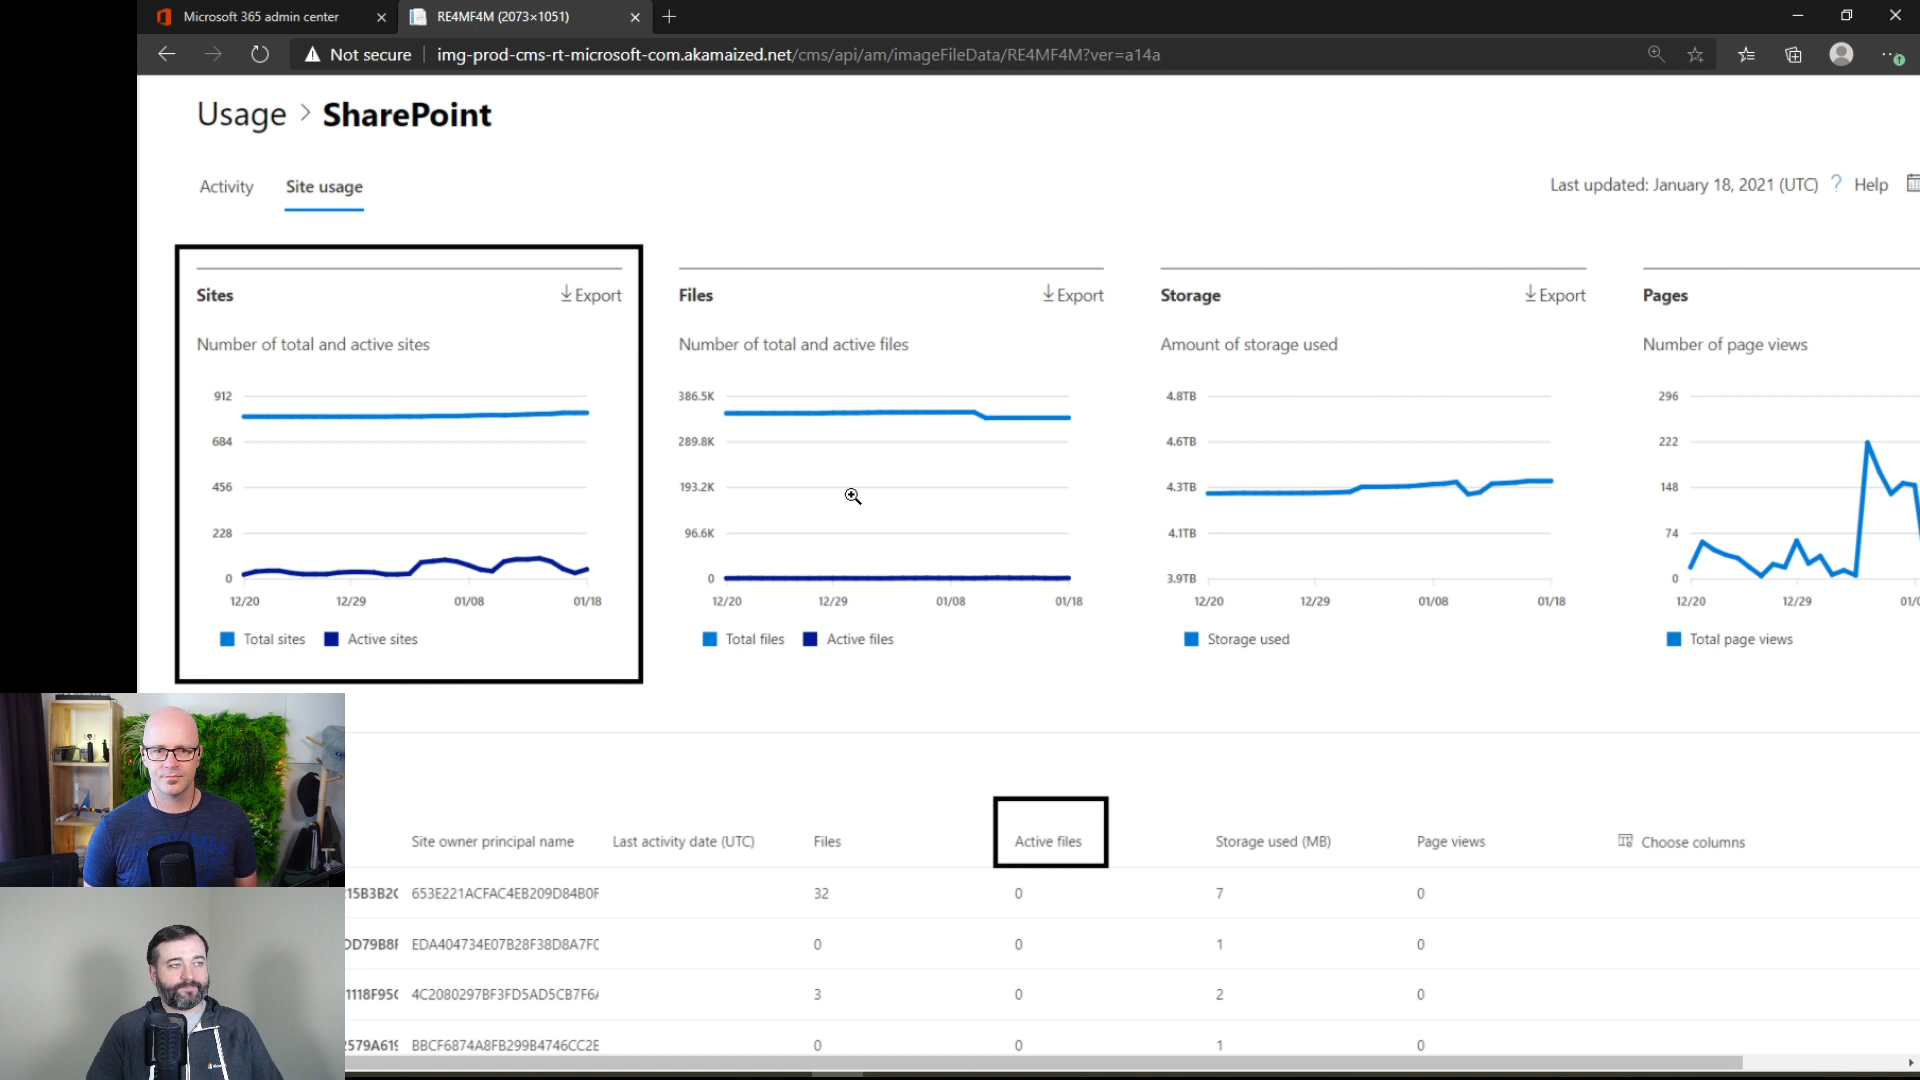 Microsoft 365 admin center
RE4MF4M (2073×1051)
Not secure
img-prod-cms-rt-microsoft-com.akamaized.net/cms/api/am/imageFileData/RE4MF4M?ver=a14a
Usage > SharePoint
Activity
Site usage
Last updated: January 18, 2021 (UTC)
? Help
Sites
Export
Number of total and active sites
912
684
456
228
0
12/20
12/29
01/08
01/18
Total sites
Active sites
Files
Export
Number of total and active files
386.5K
289.8K
193.2K
96.6K
0
12/20
12/29
01/08
01/18
Total files
Active files
Storage
Export
Amount of storage used
4.8TB
4.6TB
4.3TB
4.1TB
3.9TB
12/20
12/29
01/08
01/18
Storage used
Pages
Number of page views
296
222
148
74
0
12/20
12/29
01/0
Total page views
Site owner principal name
Last activity date (UTC)
Files
Active files
Storage used (MB)
Page views
Choose columns
15B3B2C 653E221ACFAC4EB209D84B0F 32 0 7 0
DD79B8F EDA404734E07B28F38D8A7FC 0 0 1 0
1118F95C 4C2080297BF3FD5AD5CB7F6A 3 0 2 0
2579A619 BBCF6874A8FB299B4746CC2E 0 0 1 0